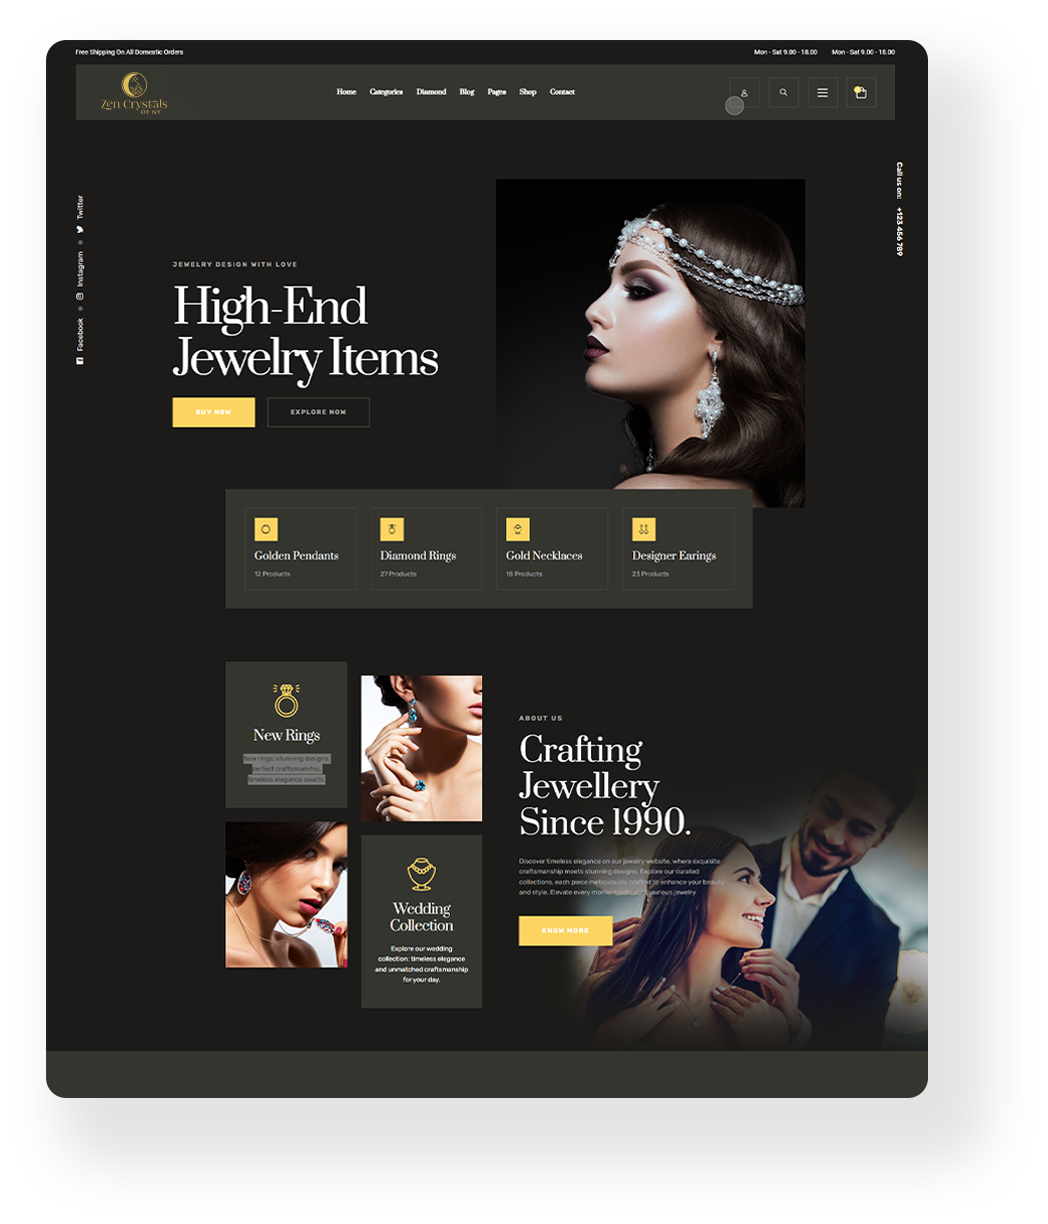 Free Shipping On All Domestic Orders
Mon - Sat 9.00 - 18.00
Mon - Sat 9.00 - 18.00
Zen Crystals
OF NY
Home Categories Diamond Blog Pages Shop Contact
Call us on: +123 456 789
Facebook Instagram Twitter
JEWELRY DESIGN WITH LOVE
High-End
Jewelry Items
BUY NOW
EXPLORE NOW
Golden Pendants
12 Products
Diamond Rings
27 Products
Gold Necklaces
18 Products
Designer Earings
23 Products
New Rings
New rings: stunning designs,
perfect craftsmanship,
timeless elegance awaits.
Wedding
Collection
Explore our wedding
collection: timeless elegance
and unmatched craftsmanship
for your day.
ABOUT US
Crafting
Jewellery
Since 1990.
Discover timeless elegance on our jewelry website, where exquisite
craftsmanship meets stunning designs. Explore our curated
collections, each piece meticulously crafted to enhance your beauty
and style. Elevate every moment with our luxurious jewelry.
KNOW MORE